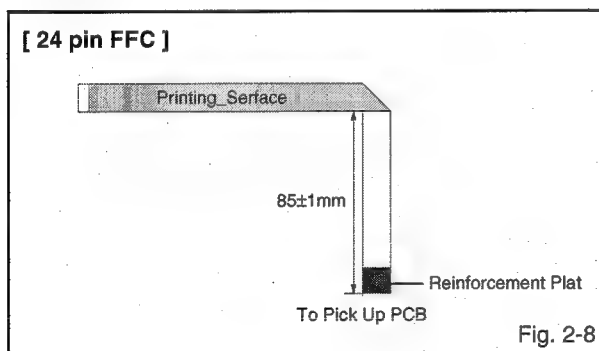 [ 24 pin FFC ]
Printing_Serface
85±1mm
Reinforcement Plat
To Pick Up PCB
Fig. 2-8